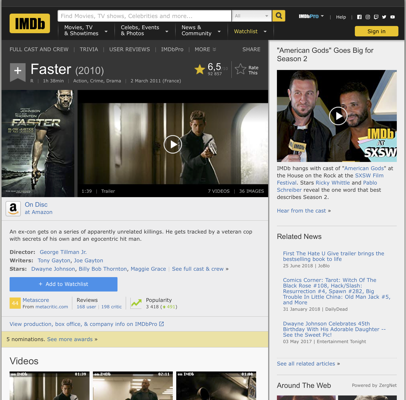 IMDb
Find Movies, TV shows, Celebrities and more...
All
Movies, TV
& Showtimes
Celebs, Events
& Photos
News &
Community
Watchlist
IMDbPro
Help
Sign in
FULL CAST AND CREW
TRIVIA
USER REVIEWS
IMDbPro
MORE
SHARE
Faster (2010)
6,5
Rate
This
1h 38min | Action, Crime, Drama | 2 March 2011 (France)
FASTER
1:39 | Trailer
7 VIDEOS | 36 IMAGES
On Disc
at Amazon
An ex-con gets on a series of apparently unrelated killings. He gets tracked by a veteran cop
with secrets of his own and an egocentric hit man.
Director: George Tillman Jr.
Writers: Tony Gayton, Joe Gayton
Stars: Dwayne Johnson, Billy Bob Thornton, Maggie Grace | See full cast & crew »
+ Add to Watchlist
Metascore
From metacritic.com
Reviews
168 user | 198 critic
Popularity
View production, box office, & company info on IMDbPro
5 nominations. See more awards »
Videos
"American Gods" Goes Big for
Season 2
IMDb
at
SXSW
IMDb hangs with cast of "American Gods" at
the House on the Rock at the SXSW Film
Festival. Stars Ricky Whittle and Pablo
Schreiber reveal the one word that best
describes Season 2.
Hear from the cast »
Related News
First The Hate U Give trailer brings the
bestselling book to life
25 June 2018 | JoBlo
Comics Corner: Tarot: Witch Of The
Black Rose #108, Hack/Slash:
Resurrection #4, Spawn #282, Big
Trouble In Little China: Old Man Jack #5,
and More
31 January 2018 | DailyDead
Dwayne Johnson Celebrates 45th
Birthday With His Adorable Daughter --
See the Sweet Pic!
03 May 2017 | Entertainment Tonight
See all related articles »
Around The Web
Powered by ZergNet